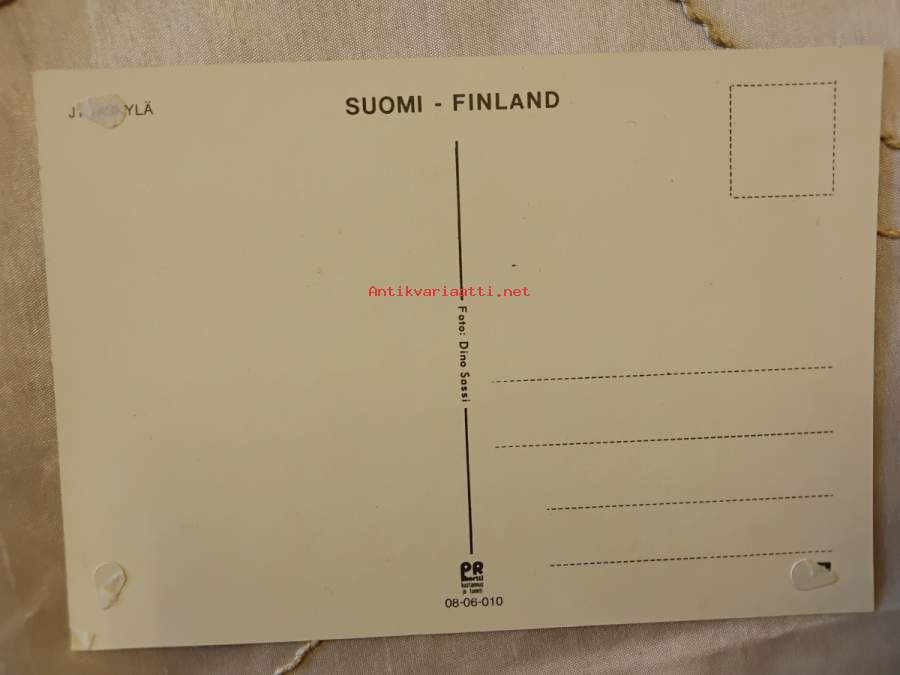 SUOMI - FINLAND
Antikvariaatti.net
Foto: Dino Sassi
PR
08-06-010